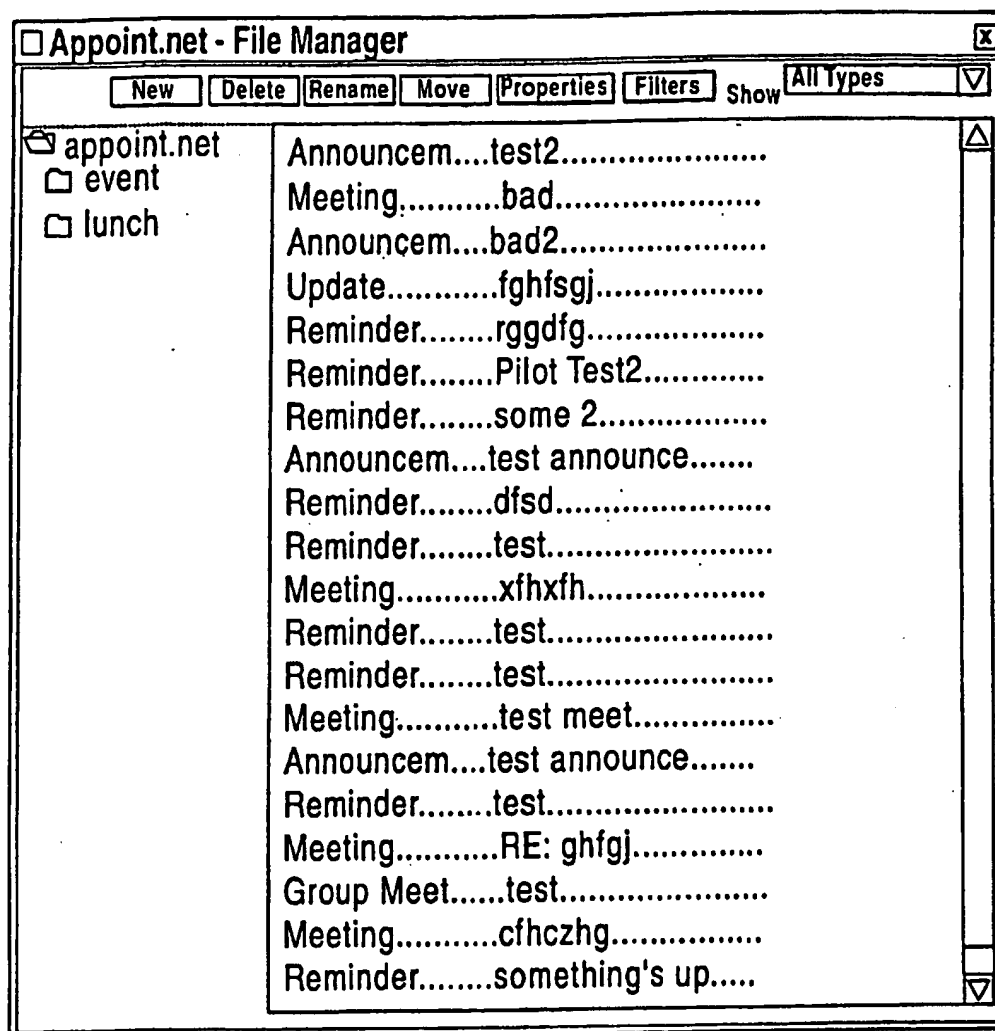 Appoint.net - File Manager X
New Delete Rename Move Properties Filters Show All Types
appoint.net
event
lunch
Announcem....test2.......................
Meeting...........bad.......................
Announcem....bad2.......................
Update............fghfsgj..................
Reminder........rggdfg..................
Reminder........Pilot Test2.............
Reminder........some 2..................
Announcem....test announce.......
Reminder........dfsd........................
Reminder........test.........................
Meeting...........xfhxfh....................
Reminder........test.........................
Reminder........test.........................
Meeting...........test meet...............
Announcem....test announce.......
Reminder........test.........................
Meeting...........RE: ghfgj..............
Group Meet......test.......................
Meeting...........cfhczhg.................
Reminder........something's up.....